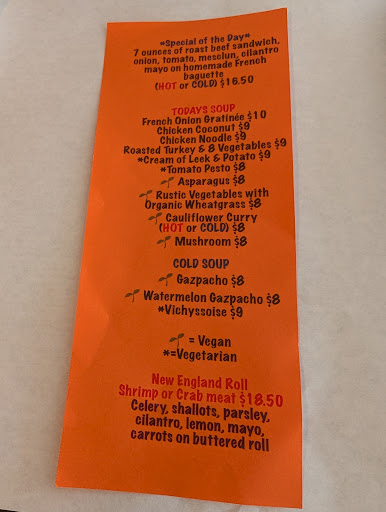 *Special of the Day*
7 ounces of roast beef sandwich,
onion, tomato, mesclun, cilantro
mayo on homemade French
baguette
(HOT or COLD) $16.50
TODAYS SOUP
French Onion Gratinée $10
Chicken Coconut $9
Chicken Noodle $9
Roasted Turkey & 8 Vegetables $9
*Cream of Leek & Potato $9
*Tomato Pesto $8
🌱 Asparagus $8
🌱 Rustic Vegetables with
Organic Wheatgrass $8
🌱 Cauliflower Curry
(HOT or COLD) $8
🌱 Mushroom $8
COLD SOUP
🌱 Gazpacho $8
🌱 Watermelon Gazpacho $8
*Vichyssoise $9
🌱 = Vegan
*=Vegetarian
New England Roll
Shrimp or Crab meat $18.50
Celery, shallots, parsley,
cilantro, lemon, mayo,
carrots on buttered roll